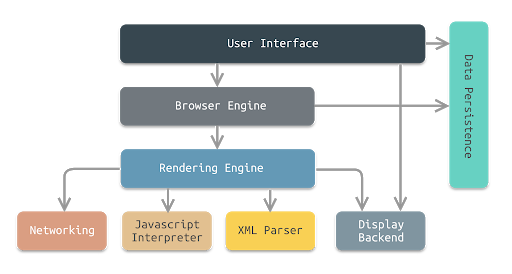 User Interface
Data Persistence
Browser Engine
Rendering Engine
Networking
Javascript
Interpreter
XML Parser
Display
Backend